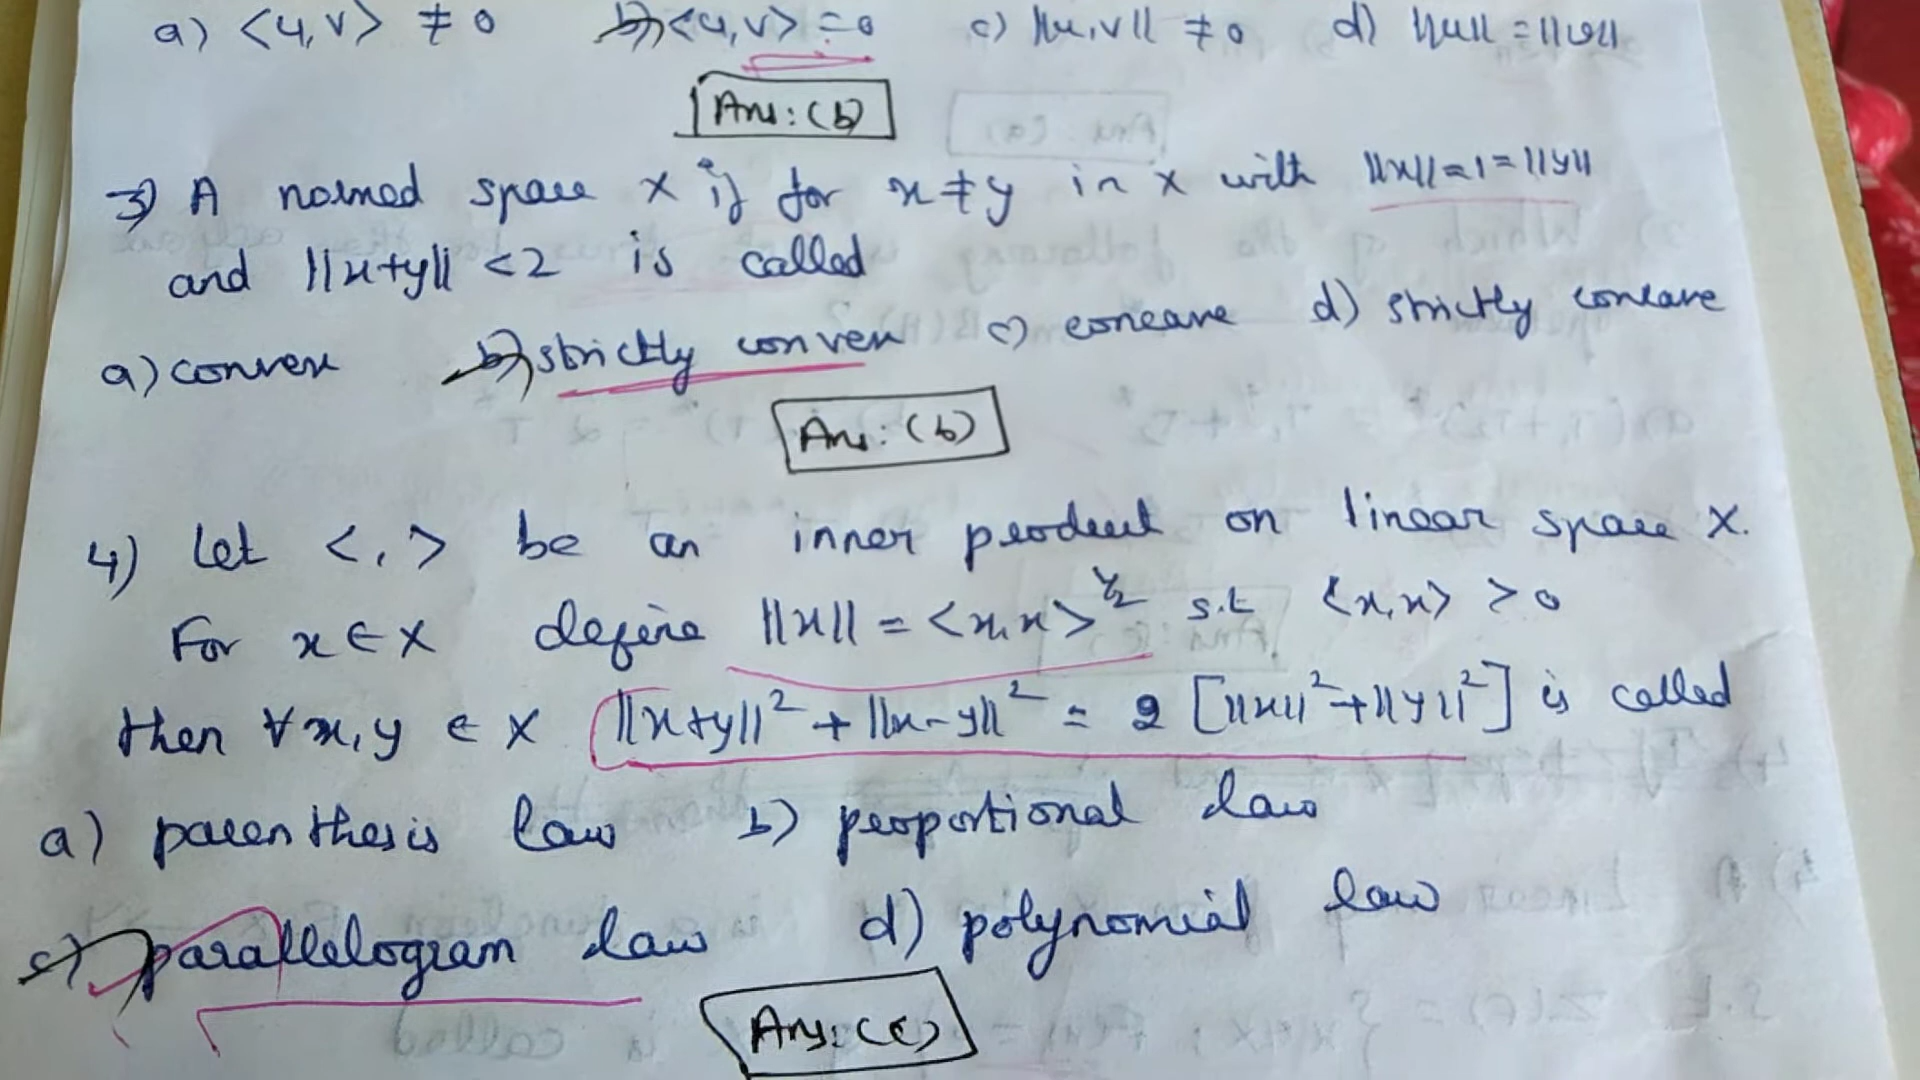 a) <u,v> ≠ 0 b) <u,v> = 0 c) ||u,v|| ≠ 0 d) ||u|| = ||v||
Ans: (b)
3) A normed space X if for x ≠ y in X with ||x|| = 1 = ||y||
and ||x+y|| < 2 is called
a) convex b) strictly convex c) concave d) strictly concave
Ans: (b)
4) Let < , > be an inner product on linear space X.
For x ∈ X define ||x|| = <x,x>^1/2 s.t <x,x> > 0
then ∀ x,y ∈ X ||x+y||² + ||x-y||² = 2 [||x||² + ||y||²] is called
a) parenthesis law b) proportional law
c) parallelogram law d) polynomial law
Ans: (c)